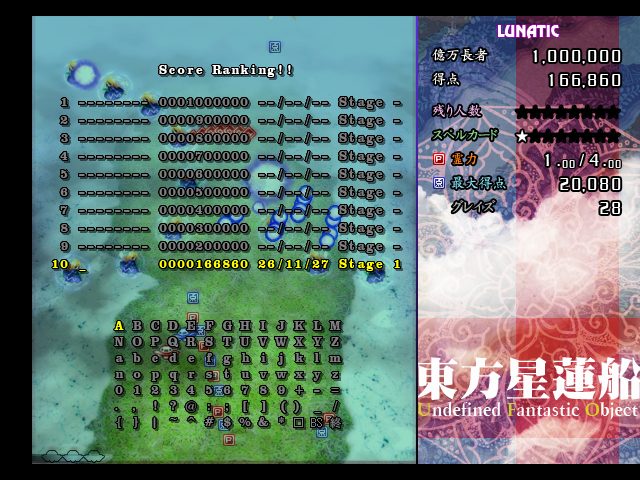 LUNATIC
Score Ranking!!
1 -------- 0001000000 --/--/-- Stage -
2 -------- 0000900000 --/--/-- Stage -
3 -------- 0000800000 --/--/-- Stage -
4 -------- 0000700000 --/--/-- Stage -
5 -------- 0000600000 --/--/-- Stage -
6 -------- 0000500000 --/--/-- Stage -
7 -------- 0000400000 --/--/-- Stage -
8 -------- 0000300000 --/--/-- Stage -
9 -------- 0000200000 --/--/-- Stage -
10 _ 0000166860 26/11/27 Stage 1
A B C D E F G H I J K L M
N O P Q R S T U V W X Y Z
a b c d e f g h i j k l m
n o p q r s t u v w x y z
0 1 2 3 4 5 6 7 8 9 + - =
. , ! ? @ : ; [ ] ( ) _ /
{ } | ~ ^ # $ % & * □ BS 終
億万長者 1,000,000
得点 166,860
残り人数
スペルカード ★
P 霊力 1.00/4.00
点 最大得点 20,080
グレイズ 28
東方星蓮船
Undefined Fantastic Object